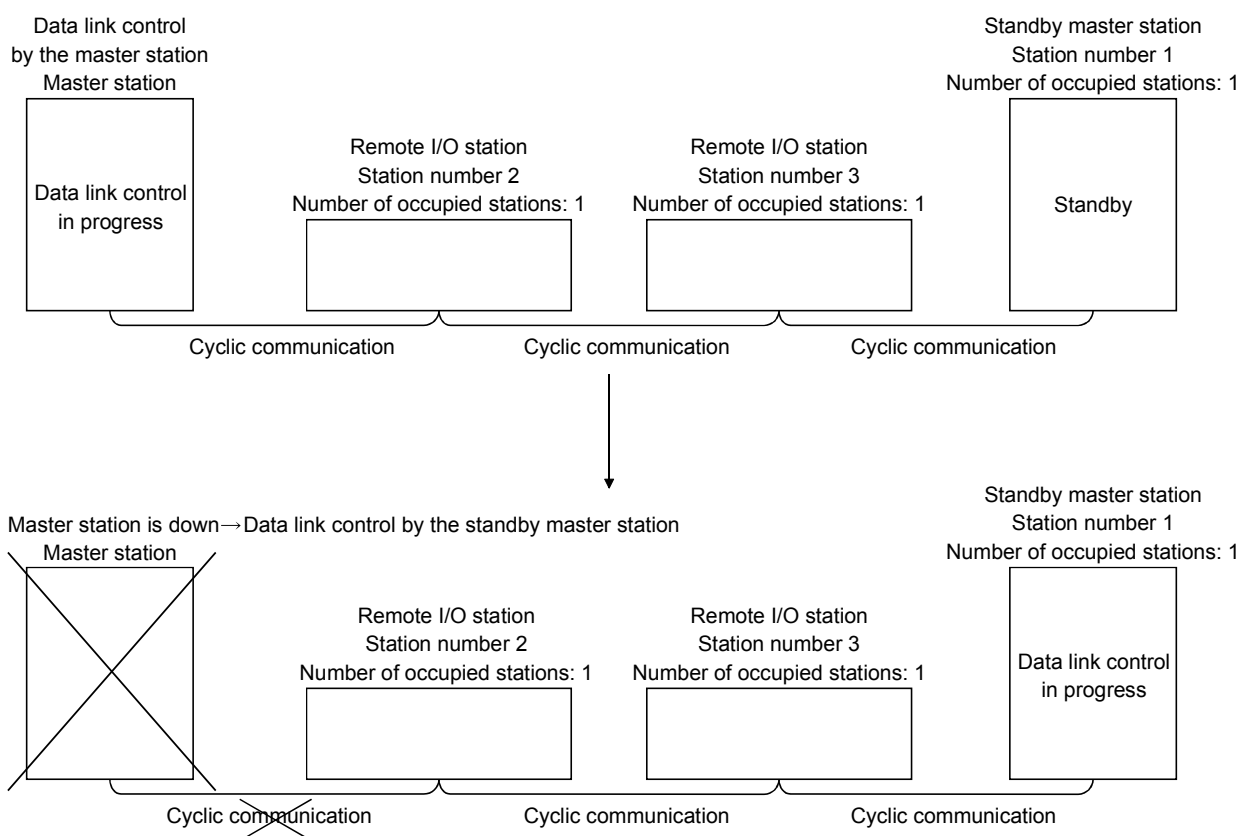 Data link control
by the master station
Master station
Data link control
in progress
Remote I/O station
Station number 2
Number of occupied stations: 1
Remote I/O station
Station number 3
Number of occupied stations: 1
Standby master station
Station number 1
Number of occupied stations: 1
Standby
Cyclic communication
Cyclic communication
Cyclic communication
Master station is down→Data link control by the standby master station
Master station
Remote I/O station
Station number 2
Number of occupied stations: 1
Remote I/O station
Station number 3
Number of occupied stations: 1
Standby master station
Station number 1
Number of occupied stations: 1
Data link control
in progress
Cyclic communication
Cyclic communication
Cyclic communication